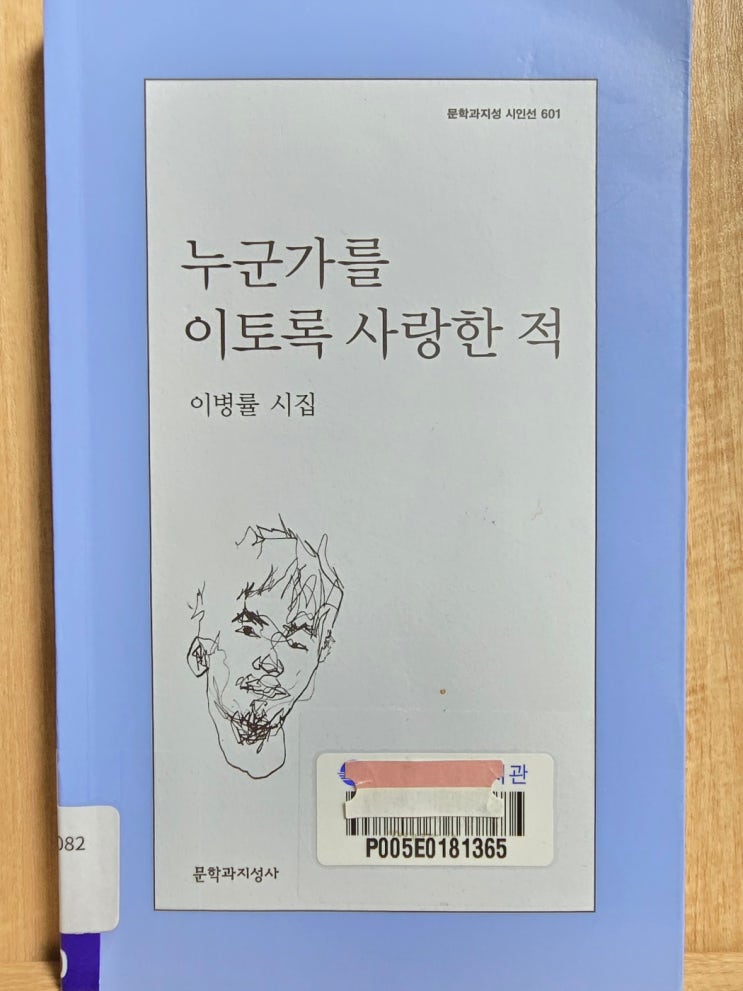 문학과지성 시인선 601
누군가를
이토록 사랑한 적
이병률 시집
관
P005E0181365
082
문학과지성사